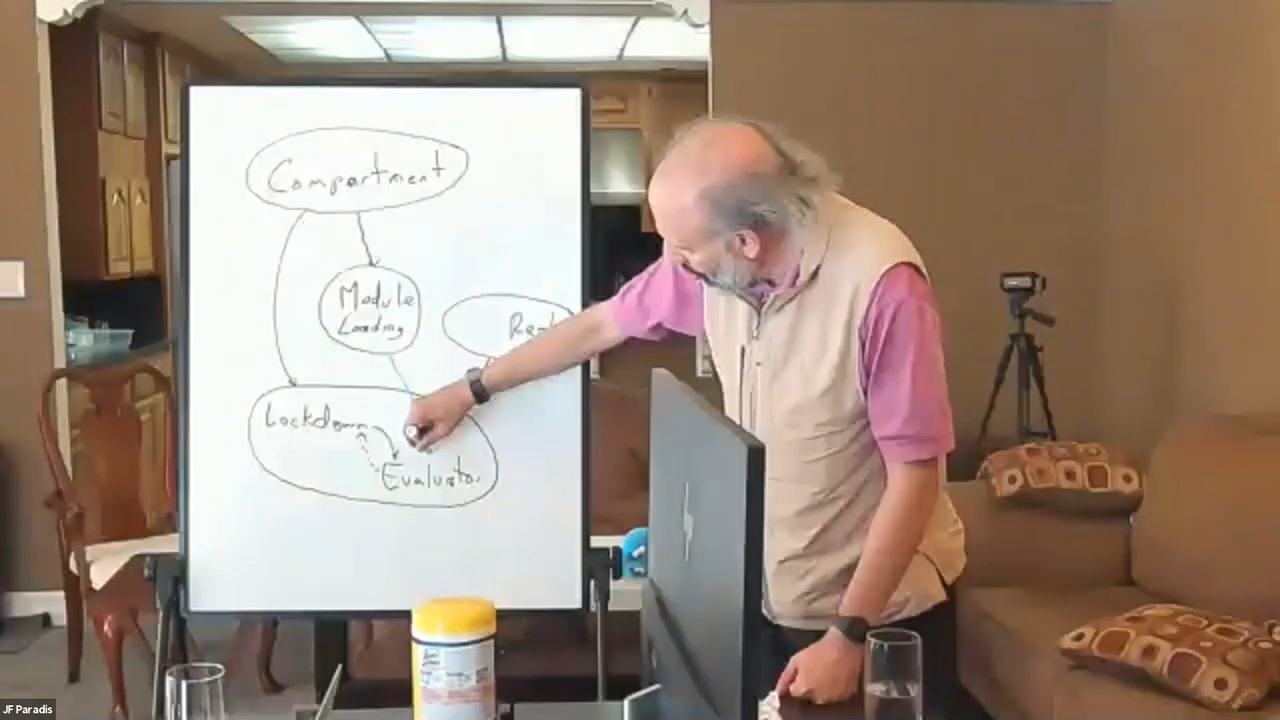 Compartment
Module
Loading
Lockdown
Evaluator
JF Paradis